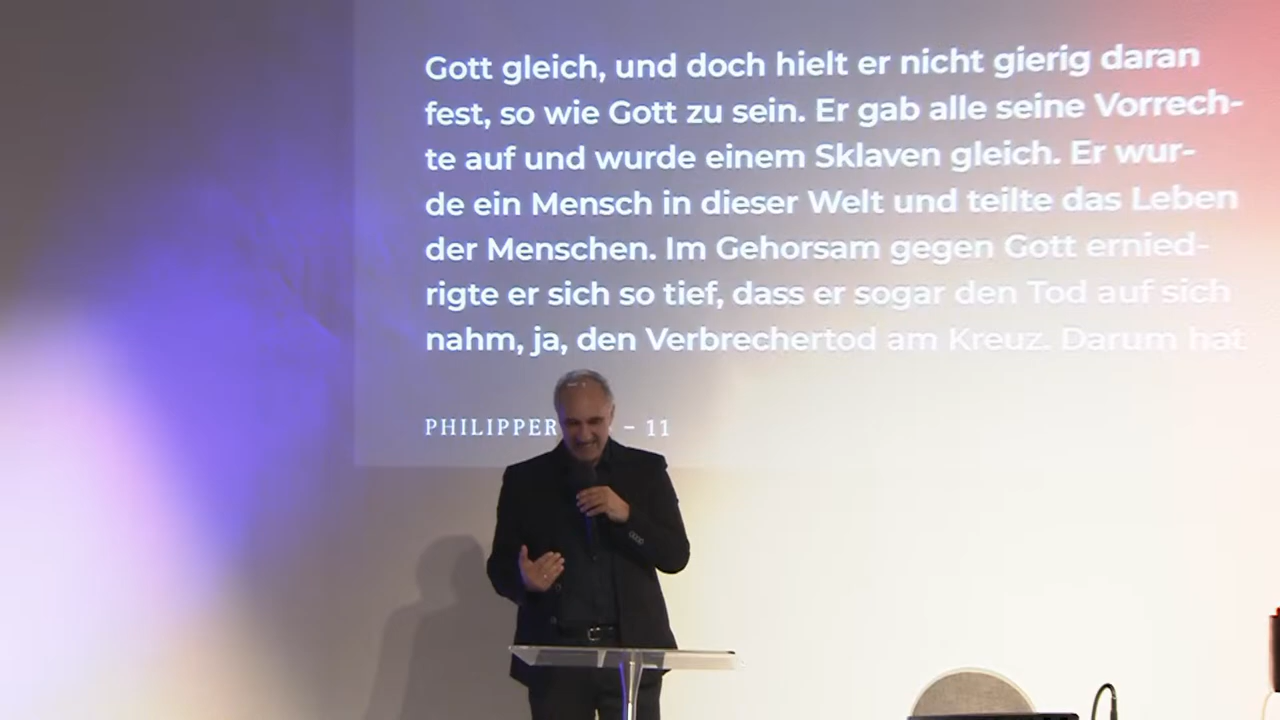 Gott gleich, und doch hielt er nicht gierig daran
fest, so wie Gott zu sein. Er gab alle seine Vorrech-
te auf und wurde einem Sklaven gleich. Er wur-
de ein Mensch in dieser Welt und teilte das Leben
der Menschen. Im Gehorsam gegen Gott ernied-
rigte er sich so tief, dass er sogar den Tod auf sich
nahm, ja, den Verbrechertod am Kreuz. Darum hat
PHILIPPER – 11